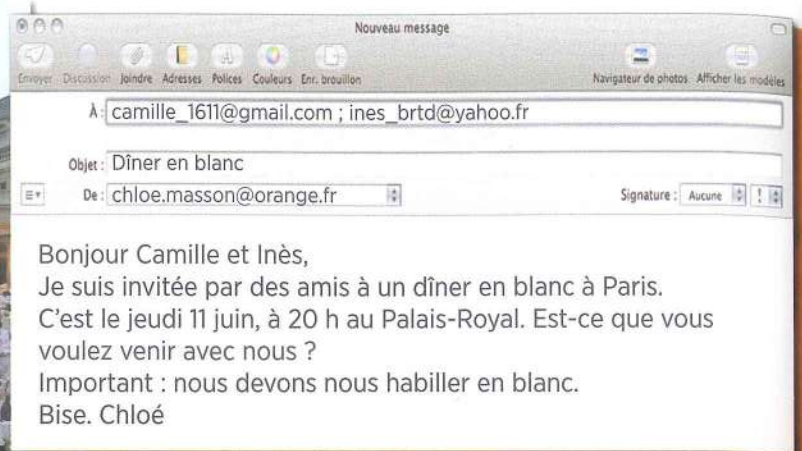 Nouveau message
Envoyer Discussion Joindre Adresses Polices Couleurs Enr. brouillon Navigateur de photos Afficher les modèles
À : camille_1611@gmail.com ; ines_brtd@yahoo.fr
Objet : Dîner en blanc
De : chloe.masson@orange.fr Signature : Aucune !
Bonjour Camille et Inès,
Je suis invitée par des amis à un dîner en blanc à Paris.
C'est le jeudi 11 juin, à 20 h au Palais-Royal. Est-ce que vous
voulez venir avec nous ?
Important : nous devons nous habiller en blanc.
Bise. Chloé